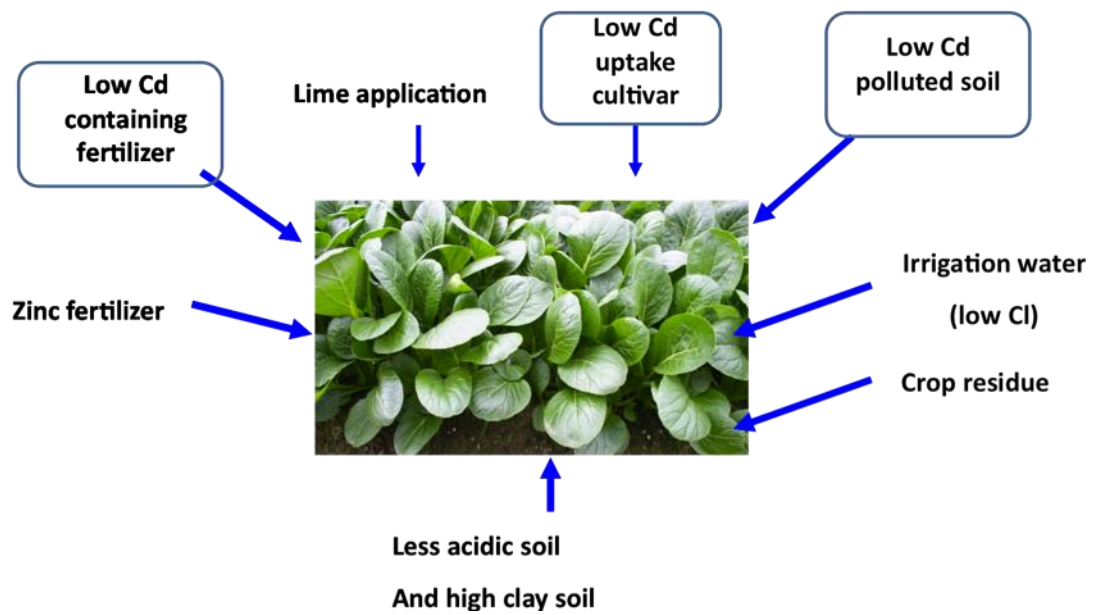 Low Cd
containing
fertilizer
Lime application
Low Cd
uptake
cultivar
Low Cd
polluted soil
Zinc fertilizer
Irrigation water
(low Cl)
Crop residue
Less acidic soil
And high clay soil